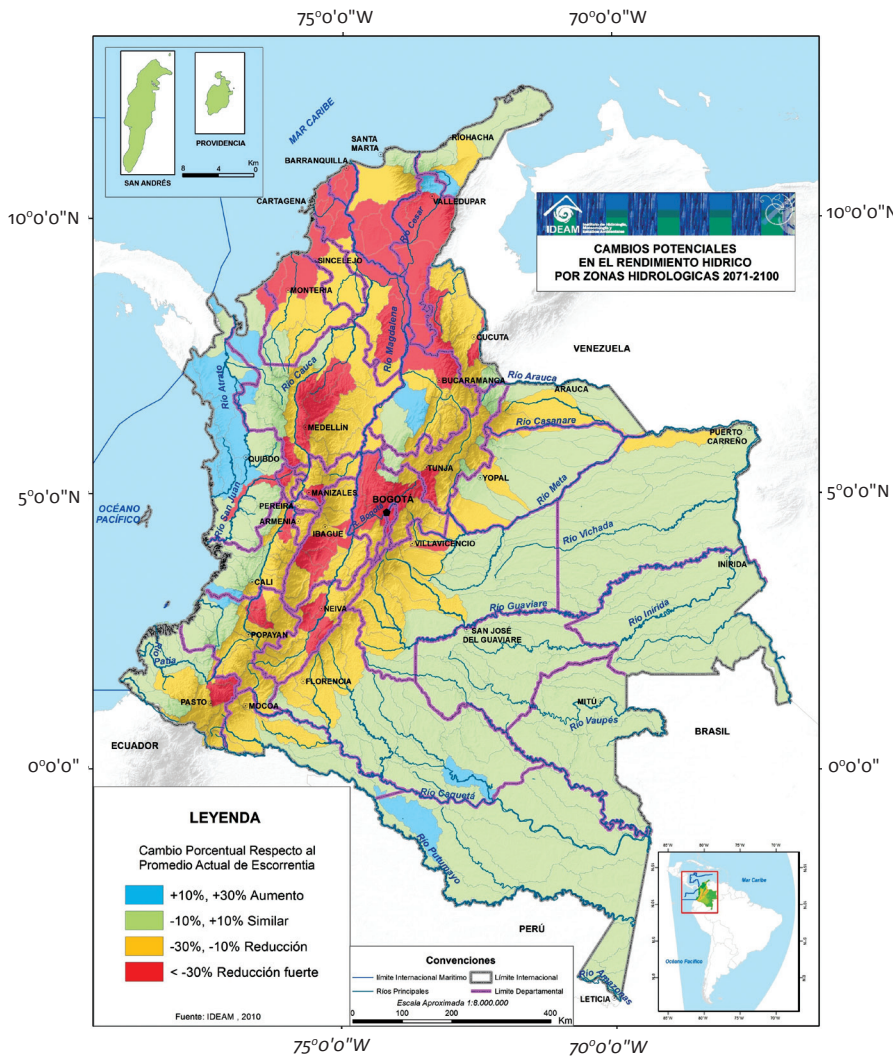 75°0'0"W
70°0'0"W
MAR CARIBE
SAN ANDRÉS
PROVIDENCIA
Km
8 4 0
SANTA
MARTA
RIOHACHA
BARRANQUILLA
CARTAGENA
VALLEDUPAR
Río Cesar
10°0'0"N
10°0'0"N
IDEAM
CAMBIOS POTENCIALES
EN EL RENDIMIENTO HIDRICO
POR ZONAS HIDROLOGICAS 2071-2100
SINCELEJO
MONTERIA
Río Magdalena
CUCUTA
VENEZUELA
Río Cauca
Río Atrato
BUCARAMANGA
Río Arauca
ARAUCA
MEDELLÍN
Río Casanare
PUERTO
CARREÑO
QUIBDO
TUNJA
YOPAL
5°0'0"N
5°0'0"N
MANIZALES
BOGOTÁ
Río Meta
OCÉANO
PACÍFICO
Río San Juan
PEREIRA
ARMENIA
R. Bogotá
IBAGUE
VILLAVICENCIO
Río Vichada
INÍRIDA
CALI
NEIVA
Río Guaviare
Río Inírida
SAN JOSÉ
DEL GUAVIARE
POPAYAN
Río
Patía
FLORENCIA
PASTO
MOCOA
MITÚ
Río Vaupés
BRASIL
ECUADOR
0°0'0"
0°0'0"
Río Caquetá
Río Putumayo
PERÚ
Río Amazonas
LETICIA
LEYENDA
Cambio Porcentual Respecto al
Promedio Actual de Escorrentia
+10%, +30% Aumento
-10%, +10% Similar
-30%, -10% Reducción
< -30% Reducción fuerte
Fuente: IDEAM , 2010
Convenciones
lImite Internacional Maritimo
Límite Internacional
Ríos Principales
Limite Departamental
Escala Aproximada 1:8.000.000
0 100 200 400
Km
Mar Caribe
Océano Pacífico
75°0'0"W
70°0'0"W